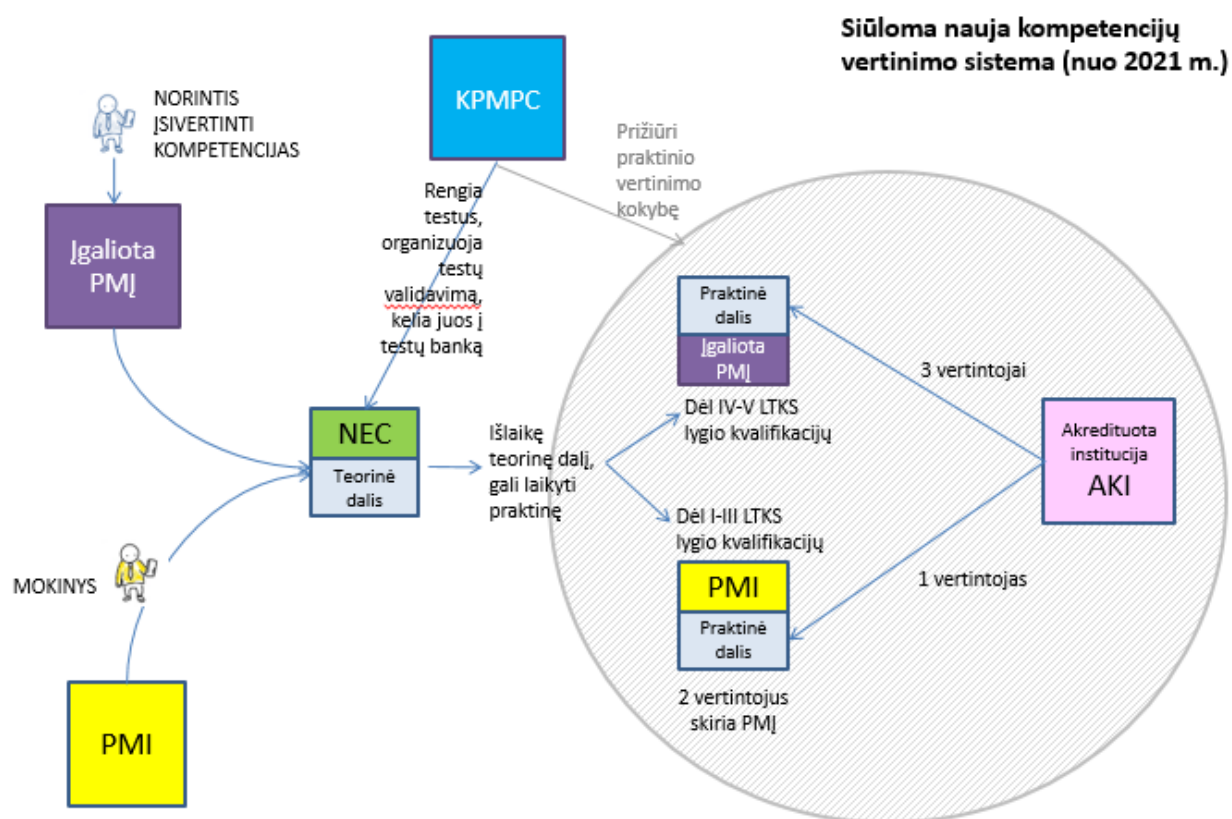 Siūloma nauja kompetencijų
vertinimo sistema (nuo 2021 m.)
NORINTIS
ĮSIVERTINTI
KOMPETENCIJAS
KPMPC
Prižiūri
praktinio
vertinimo
kokybę
Įgaliota
PMĮ
Rengia
testus,
organizuoja
testų
validavimą,
kelia juos į
testų banką
Praktinė
dalis
Įgaliota
PMĮ
3 vertintojai
Dėl IV-V LTKS
lygio kvalifikacijų
NEC
Teorinė
dalis
Išlaikę
teorinę dalį,
gali laikyti
praktinę
Akredituota
institucija
AKI
Dėl I-III LTKS
lygio kvalifikacijų
MOKINYS
PMI
Praktinė
dalis
1 vertintojas
2 vertintojus
skiria PMĮ
PMI